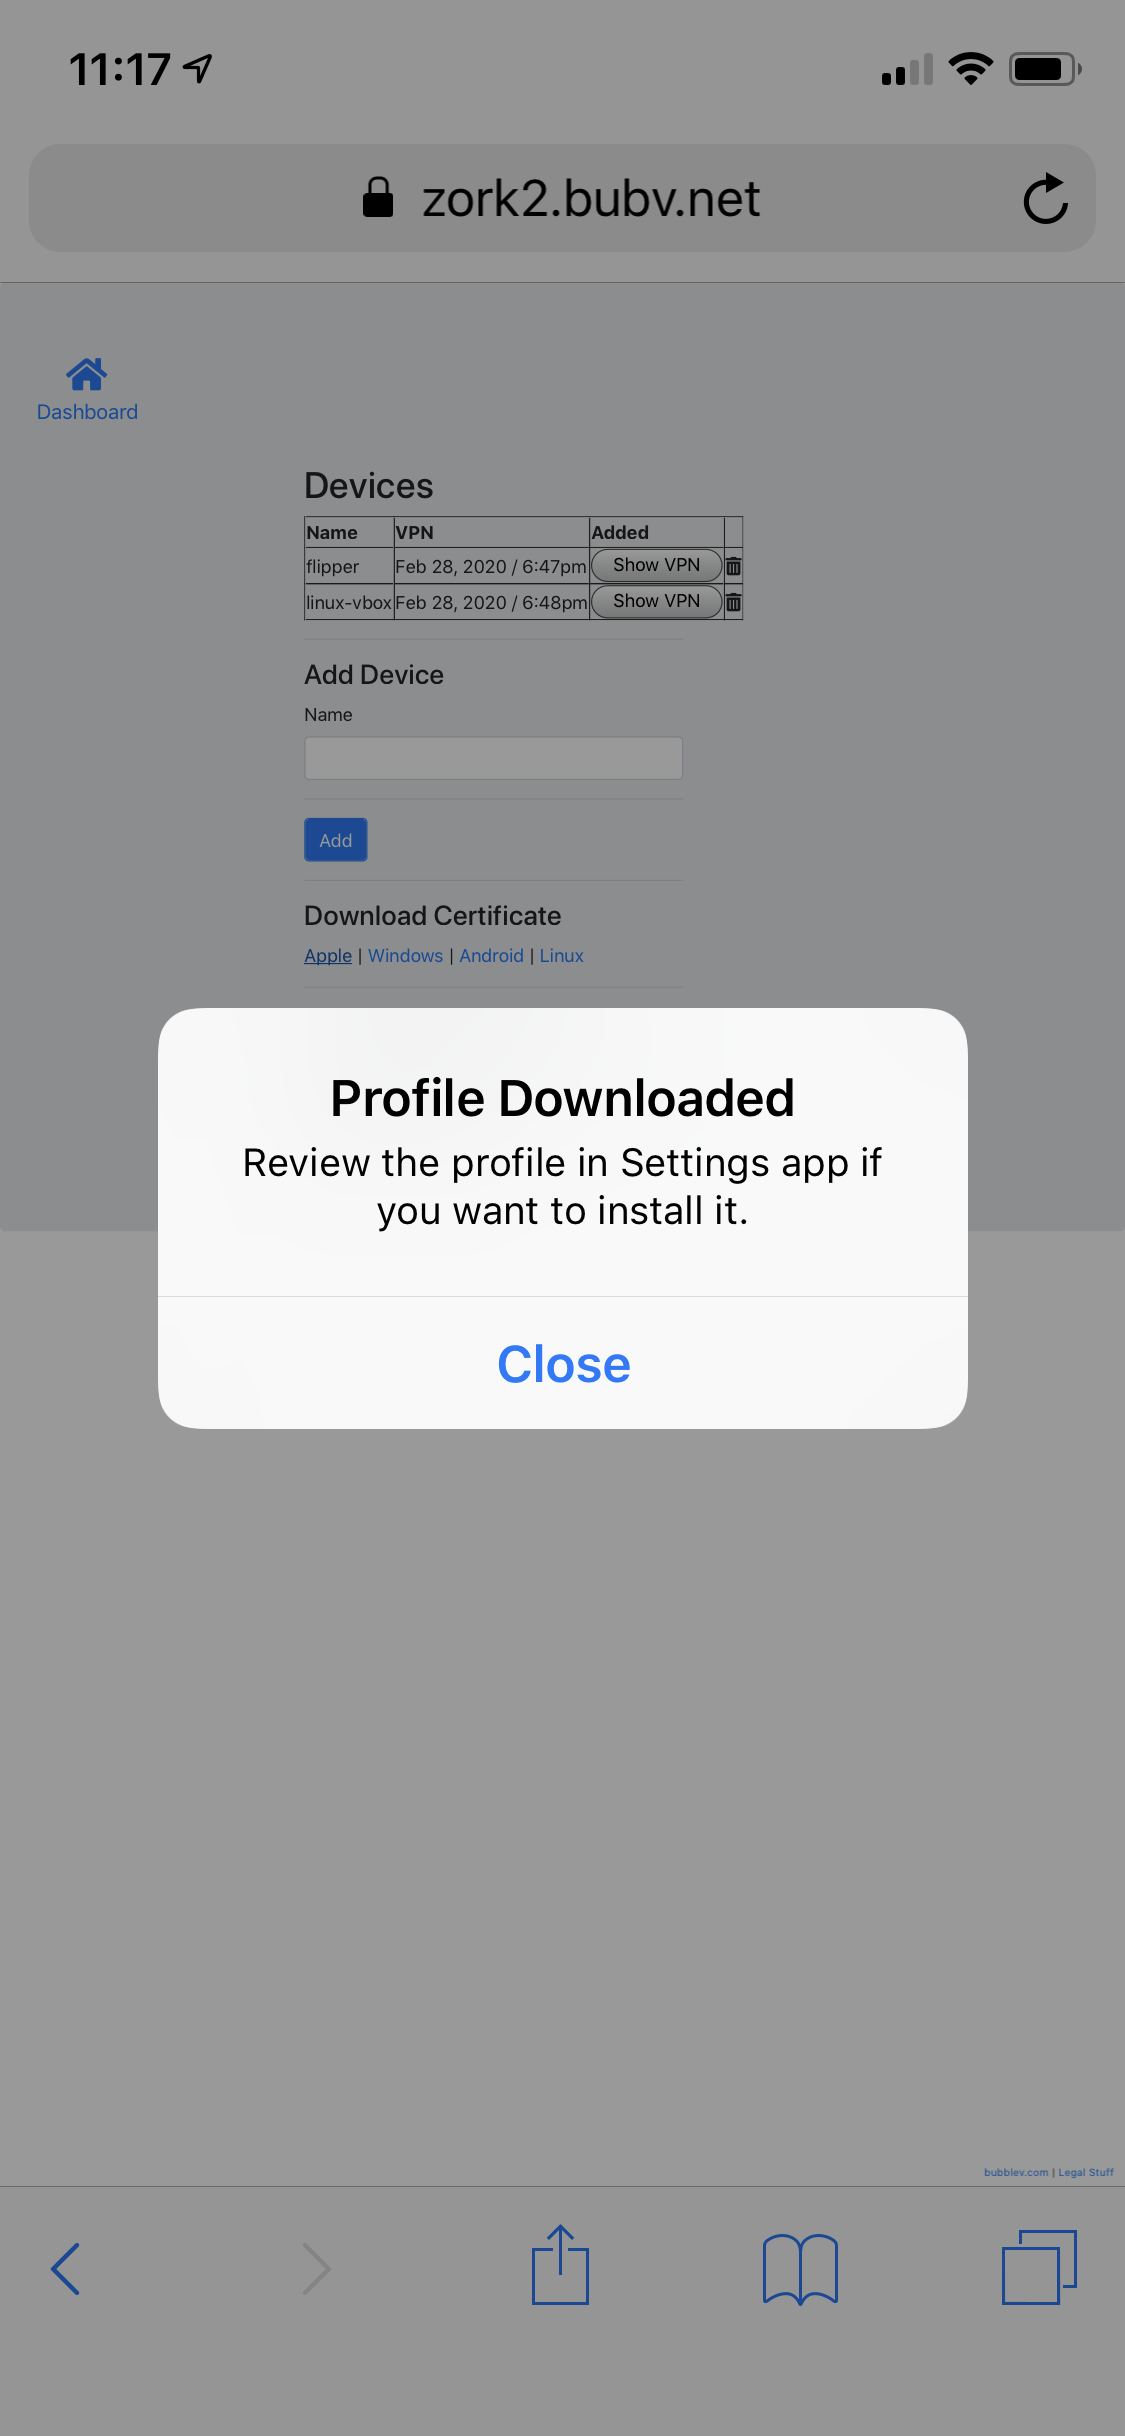 11:17
zork2.bubv.net
Dashboard
Devices
Name VPN Added
flipper Feb 28, 2020 / 6:47pm Show VPN
linux-vbox Feb 28, 2020 / 6:48pm Show VPN
Add Device
Name
Add
Download Certificate
Apple | Windows | Android | Linux
Profile Downloaded
Review the profile in Settings app if
you want to install it.
Close
bubblev.com | Legal Stuff